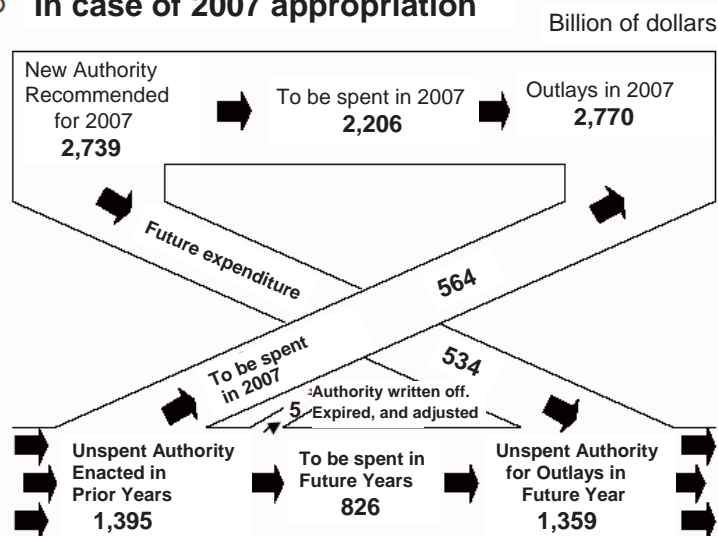 in case of 2007 appropriation
Billion of dollars
New Authority
Recommended
for 2007
2,739
To be spent in 2007
2,206
Outlays in 2007
2,770
Future expenditure
564
To be spent
in 2007
534
5
Authority written off.
Expired, and adjusted
Unspent Authority
Enacted in
Prior Years
1,395
To be spent in
Future Years
826
Unspent Authority
for Outlays in
Future Year
1,359